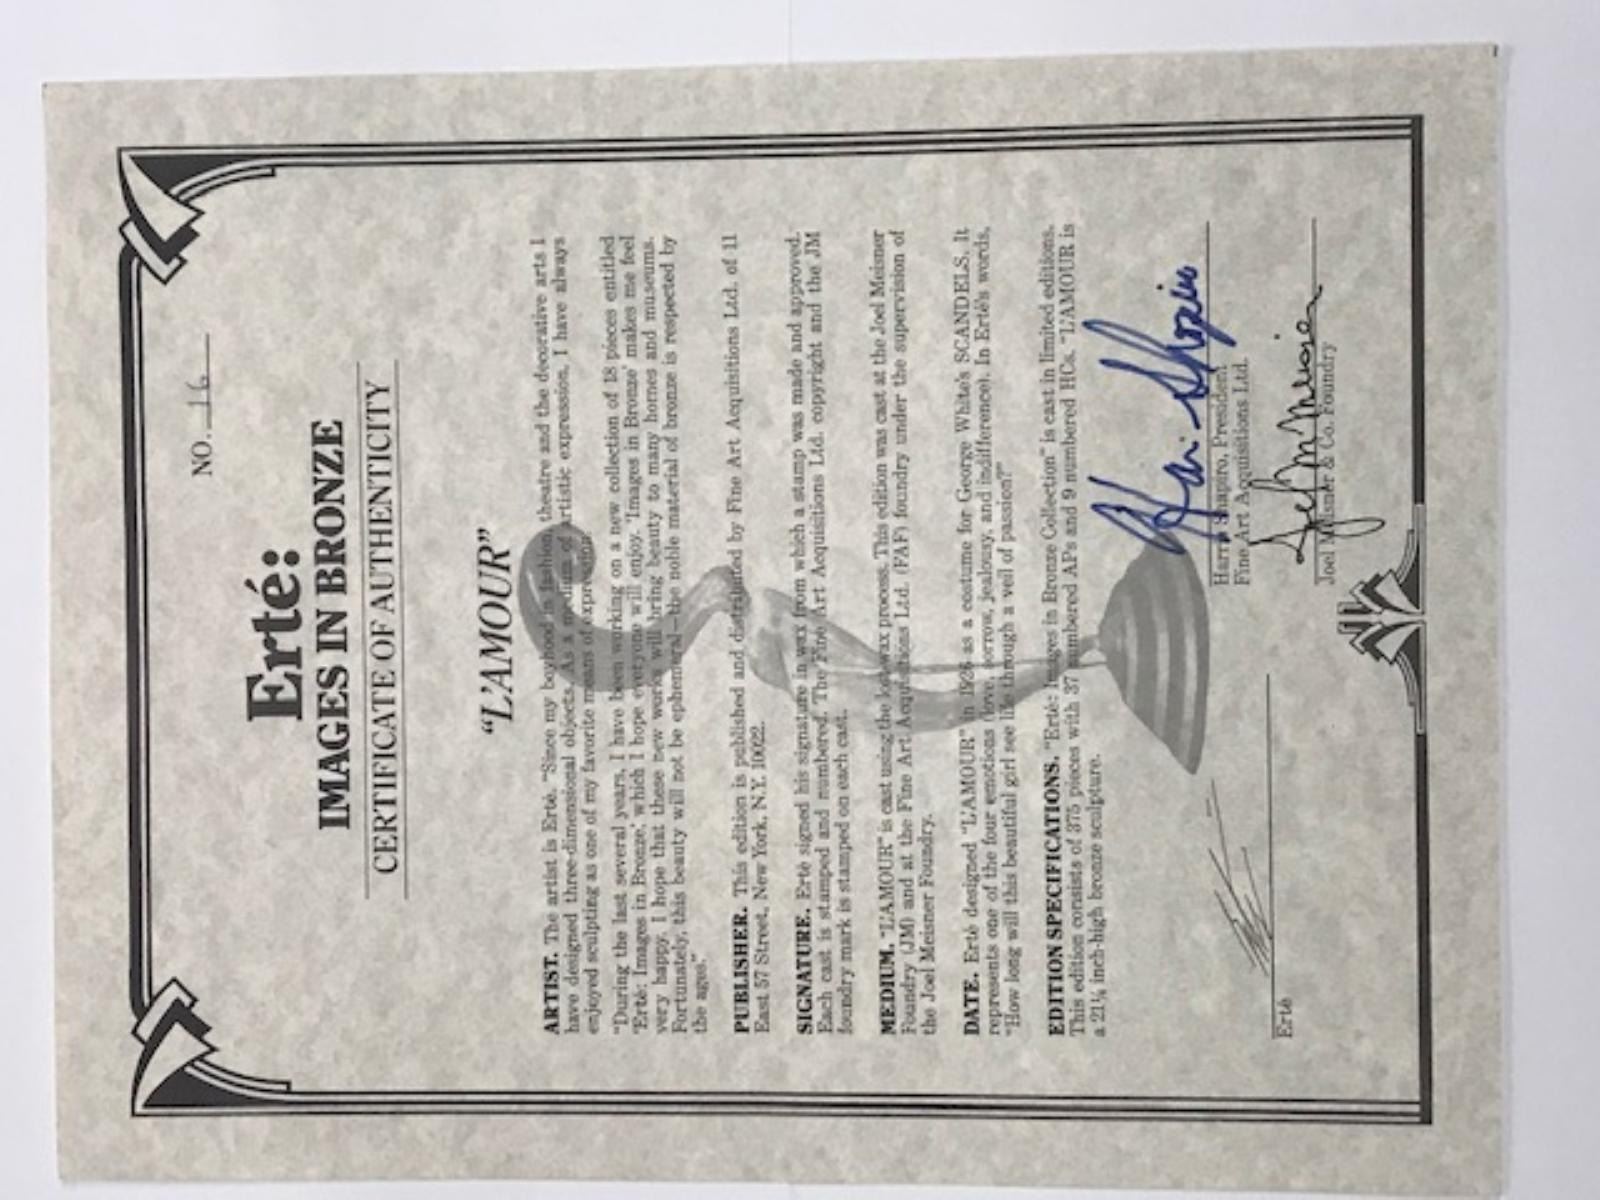 NO. 16
Erté:
IMAGES IN BRONZE
CERTIFICATE OF AUTHENTICITY
"L'AMOUR"
ARTIST. The artist is Erté. "Since my boyhood in fashion, theatre and the decorative arts I
have designed three-dimensional objects. As a medium of artistic expression, I have always
enjoyed sculpting as one of my favorite means of expression.
"During the last several years, I have been working on a new collection of 18 pieces entitled
'Erté: Images in Bronze,' which I hope everyone will enjoy. 'Images in Bronze' makes me feel
very happy. I hope that these new works will bring beauty to many homes and museums.
Fortunately, this beauty will not be ephemeral—the noble material of bronze is respected by
the ages."
PUBLISHER. This edition is published and distributed by Fine Art Acquisitions Ltd. of 11
East 57 Street, New York, N.Y. 10022.
SIGNATURE. Erté signed his signature in wax from which a stamp was made and approved.
Each cast is stamped and numbered. The Fine Art Acquisitions Ltd. copyright and the JM
foundry mark is stamped on each cast.
MEDIUM. "L'AMOUR" is cast using the lost wax process. This edition was cast at the Joel Meisner
Foundry (JM) and at the Fine Art Acquisitions Ltd. (FAF) foundry under the supervision of
the Joel Meisner Foundry.
DATE. Erté designed "L'AMOUR" in 1926 as a costume for George White's SCANDELS. It
represents one of the four emotions (love, sorrow, jealousy, and indifference). In Erté's words,
"How long will this beautiful girl see life through a veil of passion?"
EDITION SPECIFICATIONS. "Erté: Images in Bronze Collection" is cast in limited editions.
This edition consists of 375 pieces with 37 numbered APs and 9 numbered HCs. "L'AMOUR is
a 21¼ inch-high bronze sculpture.
Harry Shapiro, President
Fine Art Acquisitions Ltd.
Erté
Joel Meisner & Co. Foundry